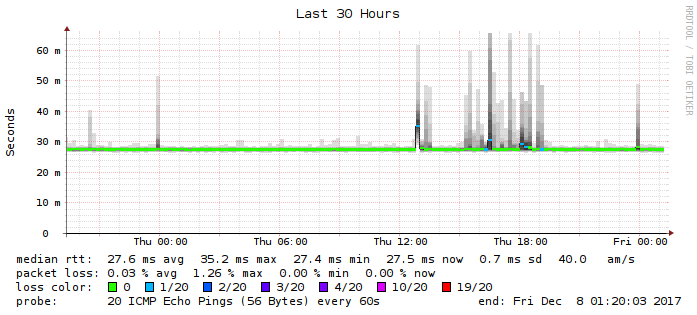 Last 30 Hours
RRDTOOL / TOBI OETIKER
Seconds
60 m
50 m
40 m
30 m
20 m
10 m
0
Thu 00:00 Thu 06:00 Thu 12:00 Thu 18:00 Fri 00:00
median rtt: 27.6 ms avg 35.2 ms max 27.4 ms min 27.5 ms now 0.7 ms sd 40.0 am/s
packet loss: 0.03 % avg 1.26 % max 0.00 % min 0.00 % now
loss color: 0 1/20 2/20 3/20 4/20 10/20 19/20
probe: 20 ICMP Echo Pings (56 Bytes) every 60s end: Fri Dec 8 01:20:03 2017